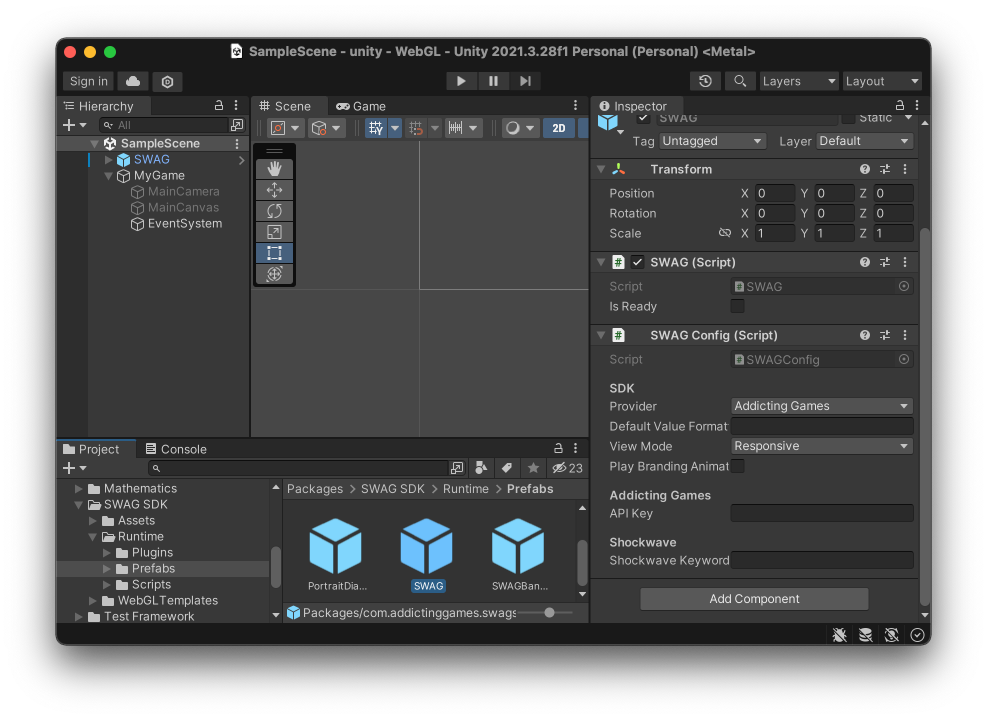 SampleScene - unity - WebGL - Unity 2021.3.28f1 Personal (Personal) <Metal>
Sign in
Layers
Layout
Hierarchy
All
SampleScene
SWAG
MyGame
MainCamera
MainCanvas
EventSystem
Scene
Game
2D
Inspector
SWAG
Static
Tag
Untagged
Layer
Default
Transform
Position
X 0 Y 0 Z 0
Rotation
X 0 Y 0 Z 0
Scale
X 1 Y 1 Z 1
SWAG (Script)
Script
SWAG
Is Ready
SWAG Config (Script)
Script
SWAGConfig
SDK
Provider
Addicting Games
Default Value Format
View Mode
Responsive
Play Branding Animat
Addicting Games
API Key
Shockwave
Shockwave Keyword
Add Component
Project
Console
23
Mathematics
SWAG SDK
Assets
Runtime
Plugins
Prefabs
Scripts
WebGLTemplates
Test Framework
Packages > SWAG SDK > Runtime > Prefabs
PortraitDia...
SWAG
SWAGBan...
Packages/com.addictinggames.swags